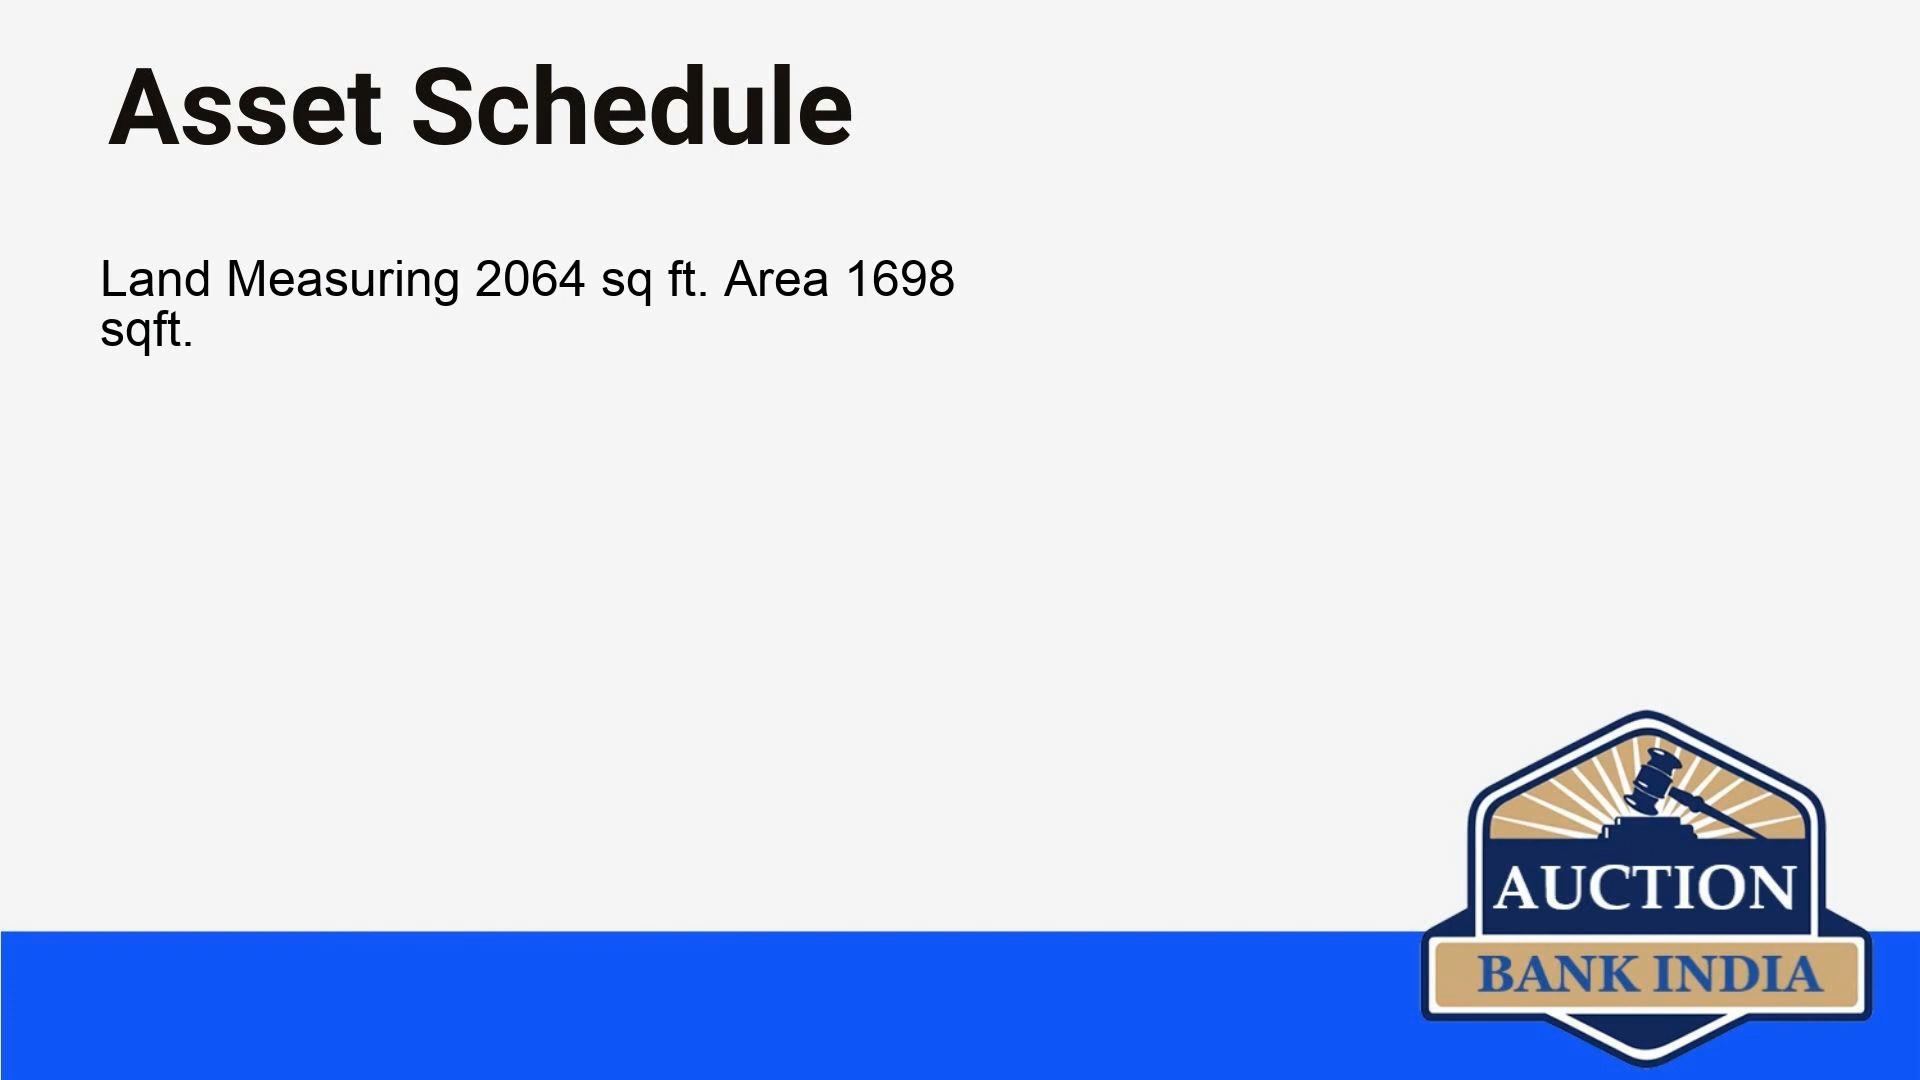 Asset Schedule
Land Measuring 2064 sq ft. Area 1698
sqft.
AUCTION
BANK INDIA